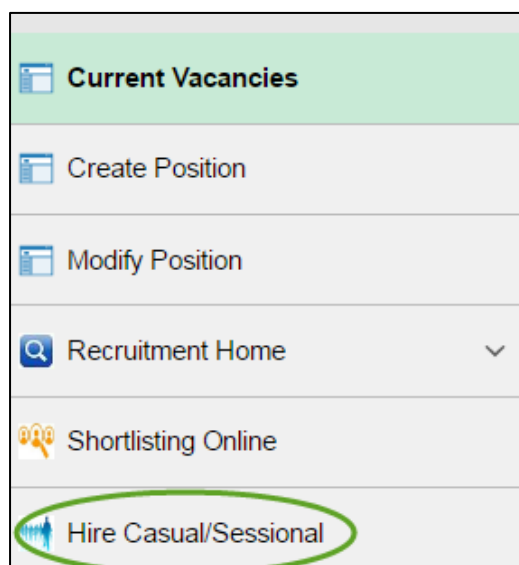 Current Vacancies
Create Position
Modify Position
Recruitment Home
Shortlisting Online
Hire Casual/Sessional